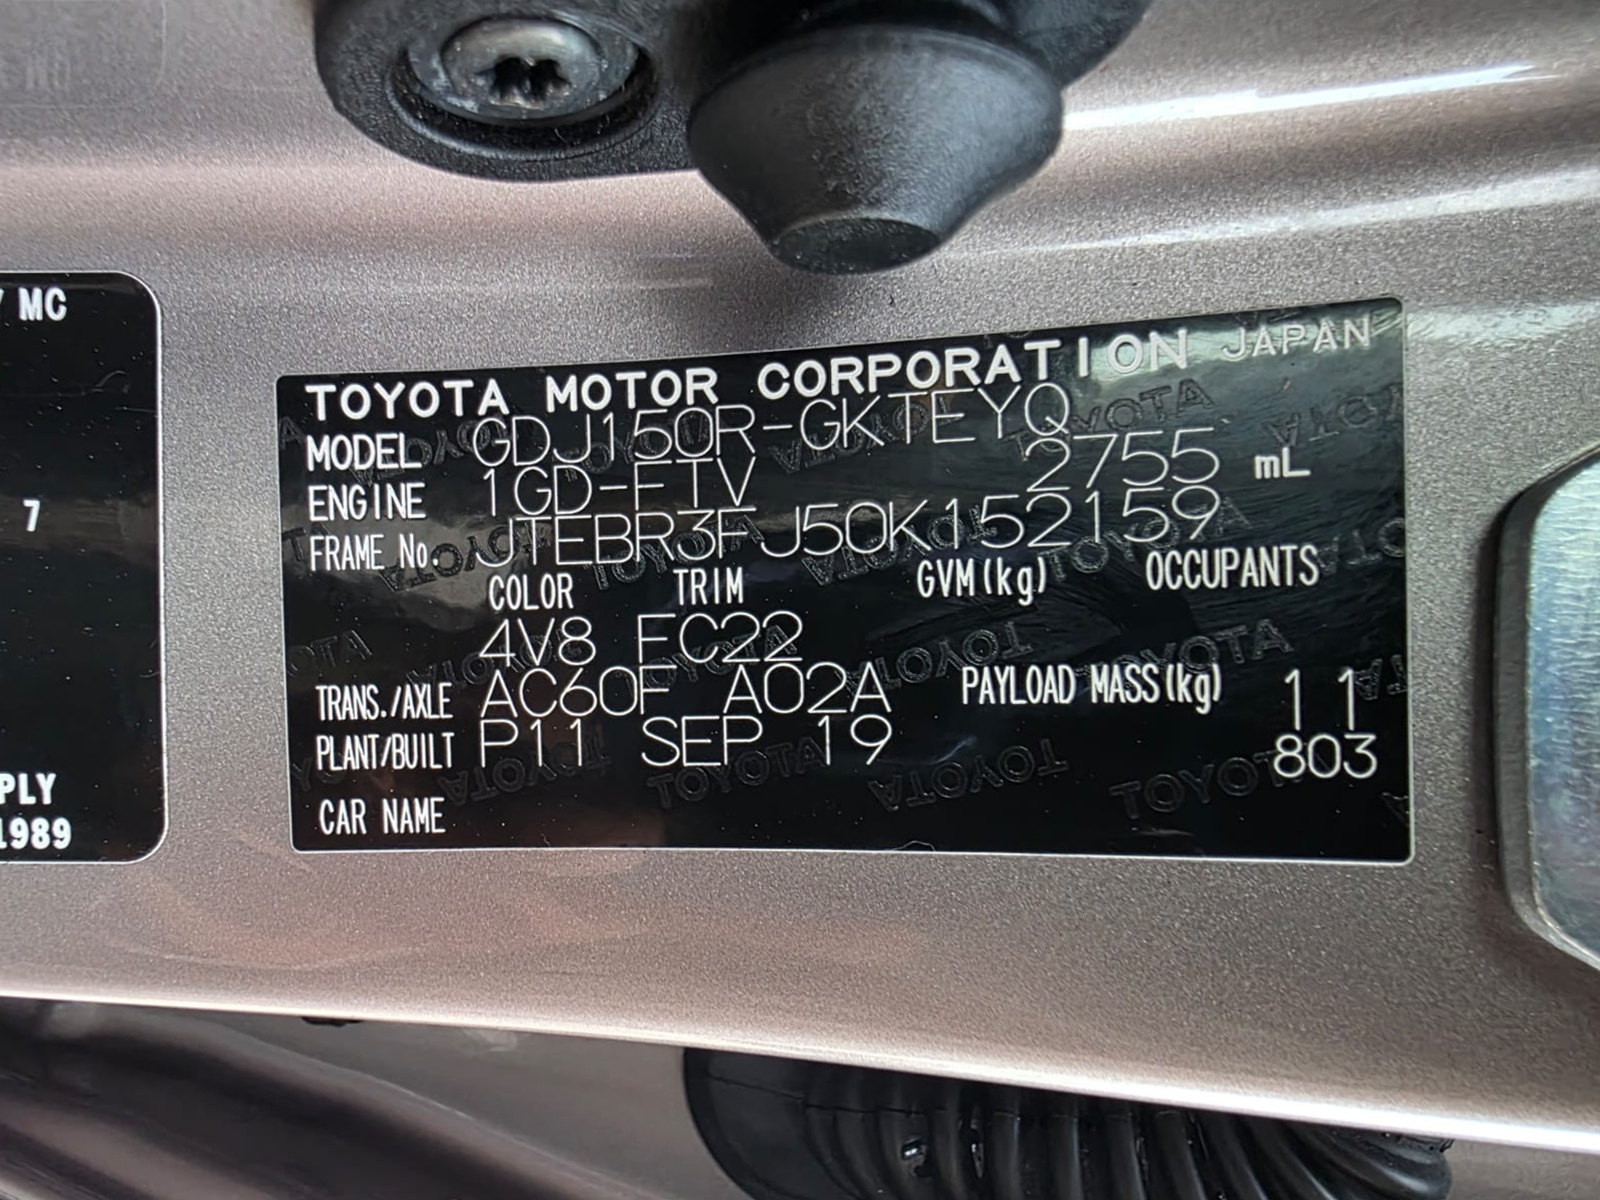 Y MC
7
PLY
1989
TOYOTA MOTOR CORPORATION JAPAN
MODEL GDJ150R-GKTEYQ
ENGINE 1GD-FTV 2755 mL
FRAME No. JTEBR3FJ50K152159
COLOR TRIM GVM(kg) OCCUPANTS
4V8 FC22
TRANS./AXLE AC60F A02A PAYLOAD MASS(kg) 11
PLANT/BUILT P11 SEP 19 803
CAR NAME